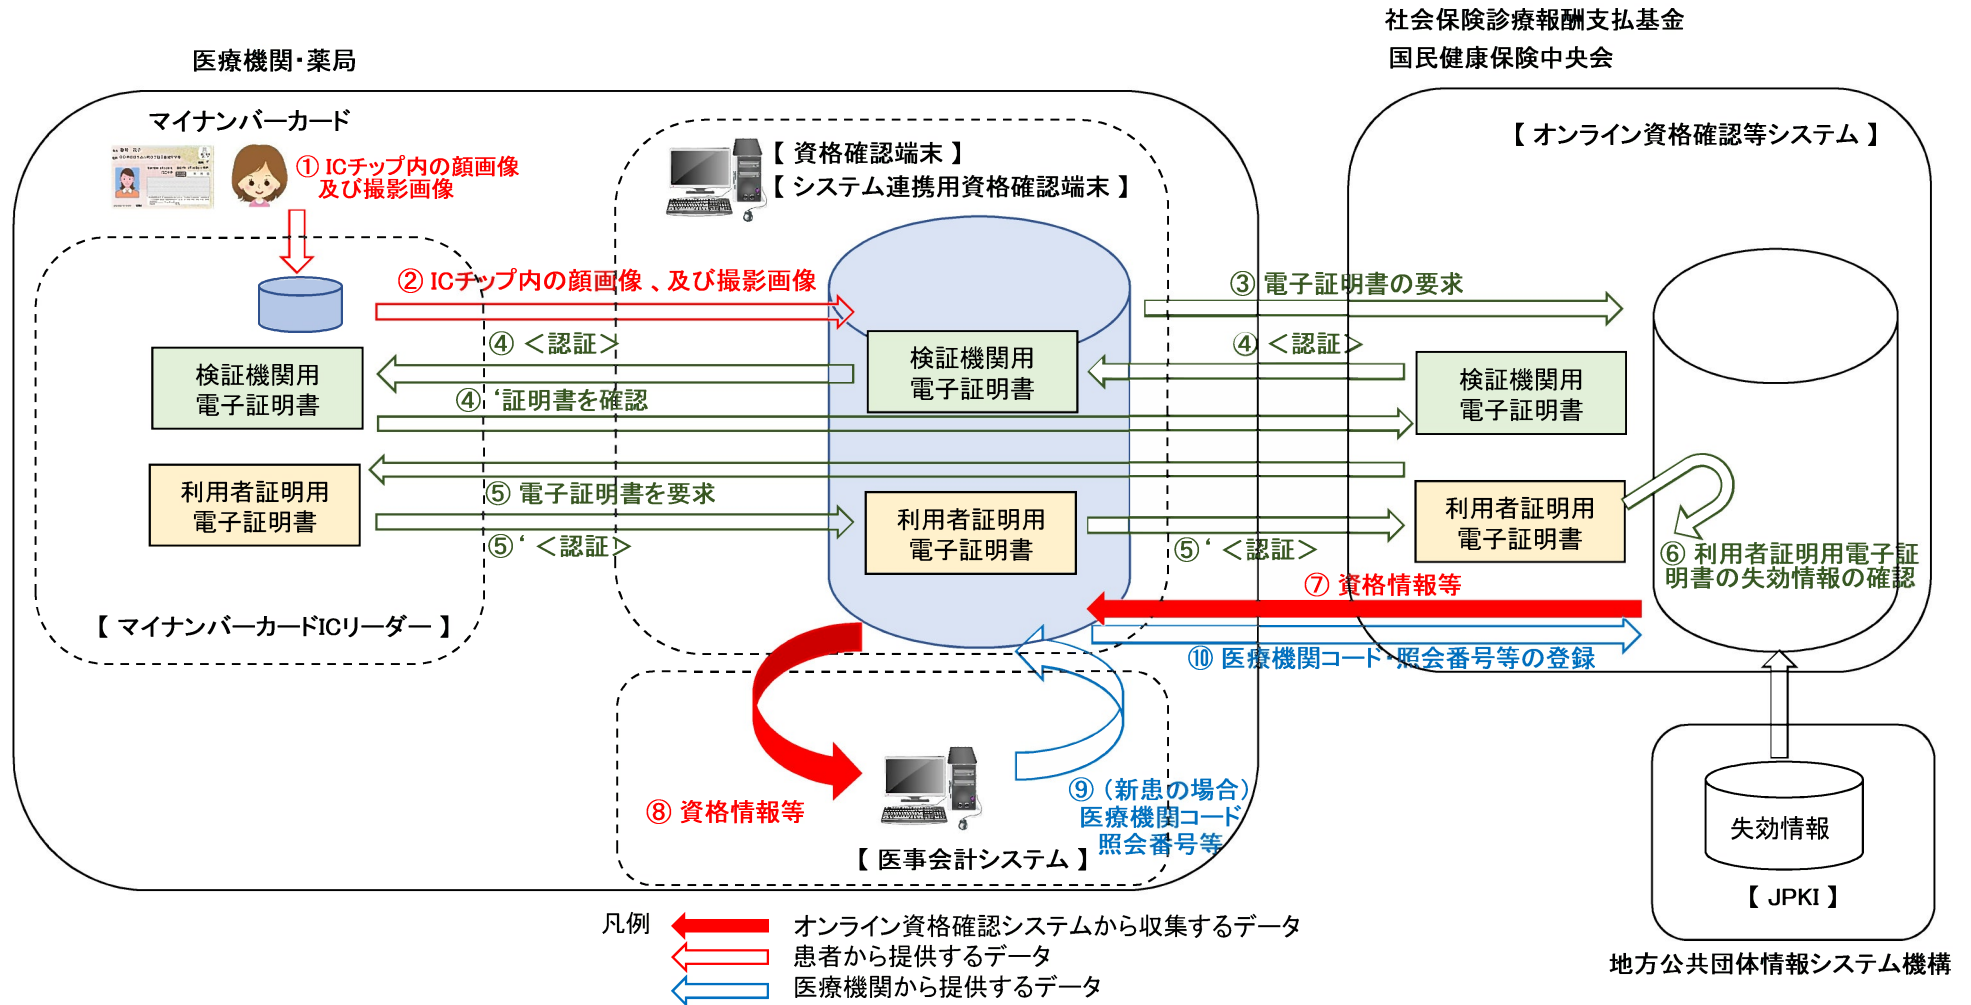 社会保険診療報酬支払基金
国民健康保険中央会
医療機関・薬局
マイナンバーカード
① ICチップ内の顔画像
及び撮影画像
【 資格確認端末 】
【 システム連携用資格確認端末 】
【 オンライン資格確認等システム 】
② ICチップ内の顔画像 、及び撮影画像
③ 電子証明書の要求
④ ＜認証＞
④ ＜認証＞
検証機関用
電子証明書
検証機関用
電子証明書
検証機関用
電子証明書
④ ‘証明書を確認
⑤ 電子証明書を要求
利用者証明用
電子証明書
利用者証明用
電子証明書
利用者証明用
電子証明書
⑤‘ ＜認証＞
⑤‘ ＜認証＞
⑥ 利用者証明用電子証
明書の失効情報の確認
⑦ 資格情報等
【 マイナンバーカードICリーダー 】
⑩ 医療機関コード・照会番号等の登録
⑧ 資格情報等
⑨（新患の場合）
医療機関コード
照会番号等
【 医事会計システム 】
失効情報
【 JPKI 】
地方公共団体情報システム機構
凡例
オンライン資格確認システムから収集するデータ
患者から提供するデータ
医療機関から提供するデータ